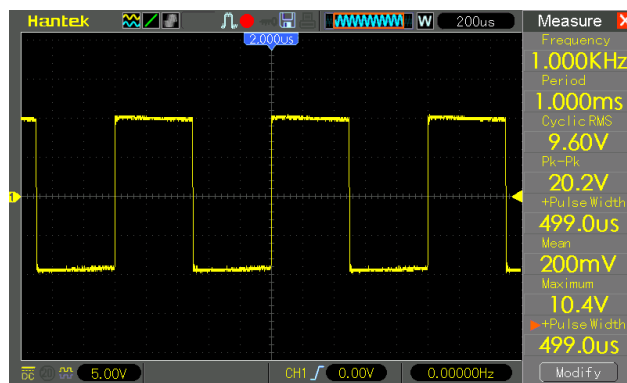 Hantek W 200us Measure X
2.000us
Frequency
1.000KHz
Period
1.000ms
Cyclic RMS
9.60V
Pk-Pk
20.2V
+Pulse Width
499.0us
Mean
200mV
Maximum
10.4V
+Pulse Width
499.0us
1
DC 20 5.00V CH1 0.00V 0.00000Hz Modify